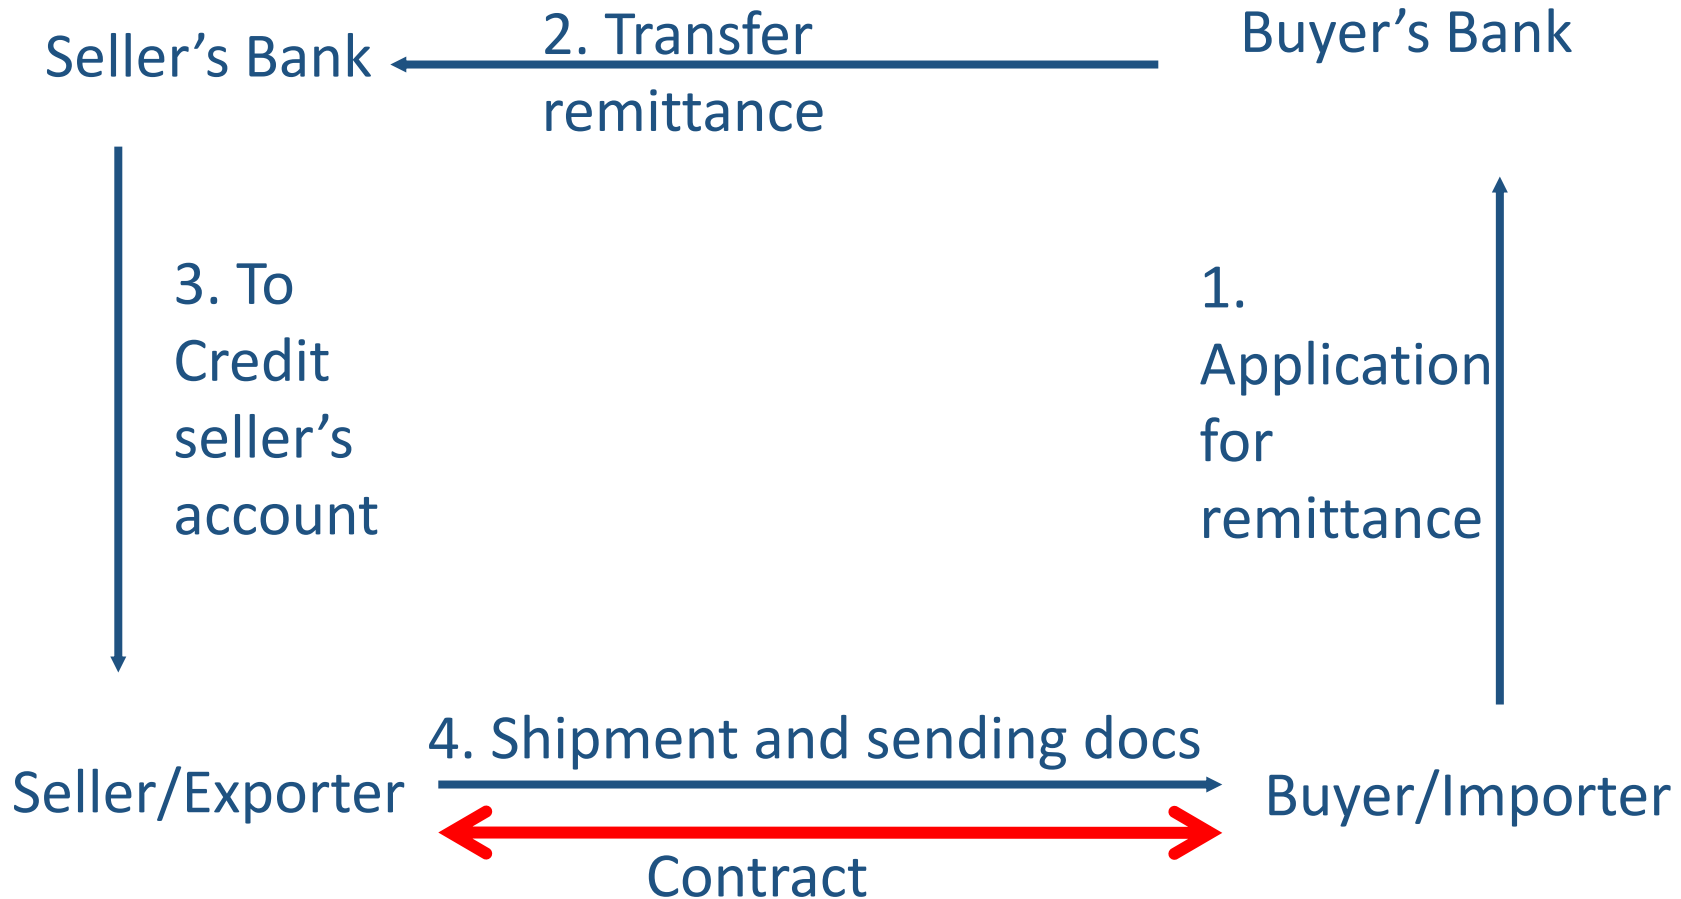 Seller’s Bank
2. Transfer
remittance
Buyer’s Bank
3. To
Credit
seller’s
account
1.
Application
for
remittance
4. Shipment and sending docs
Seller/Exporter
Buyer/Importer
Contract